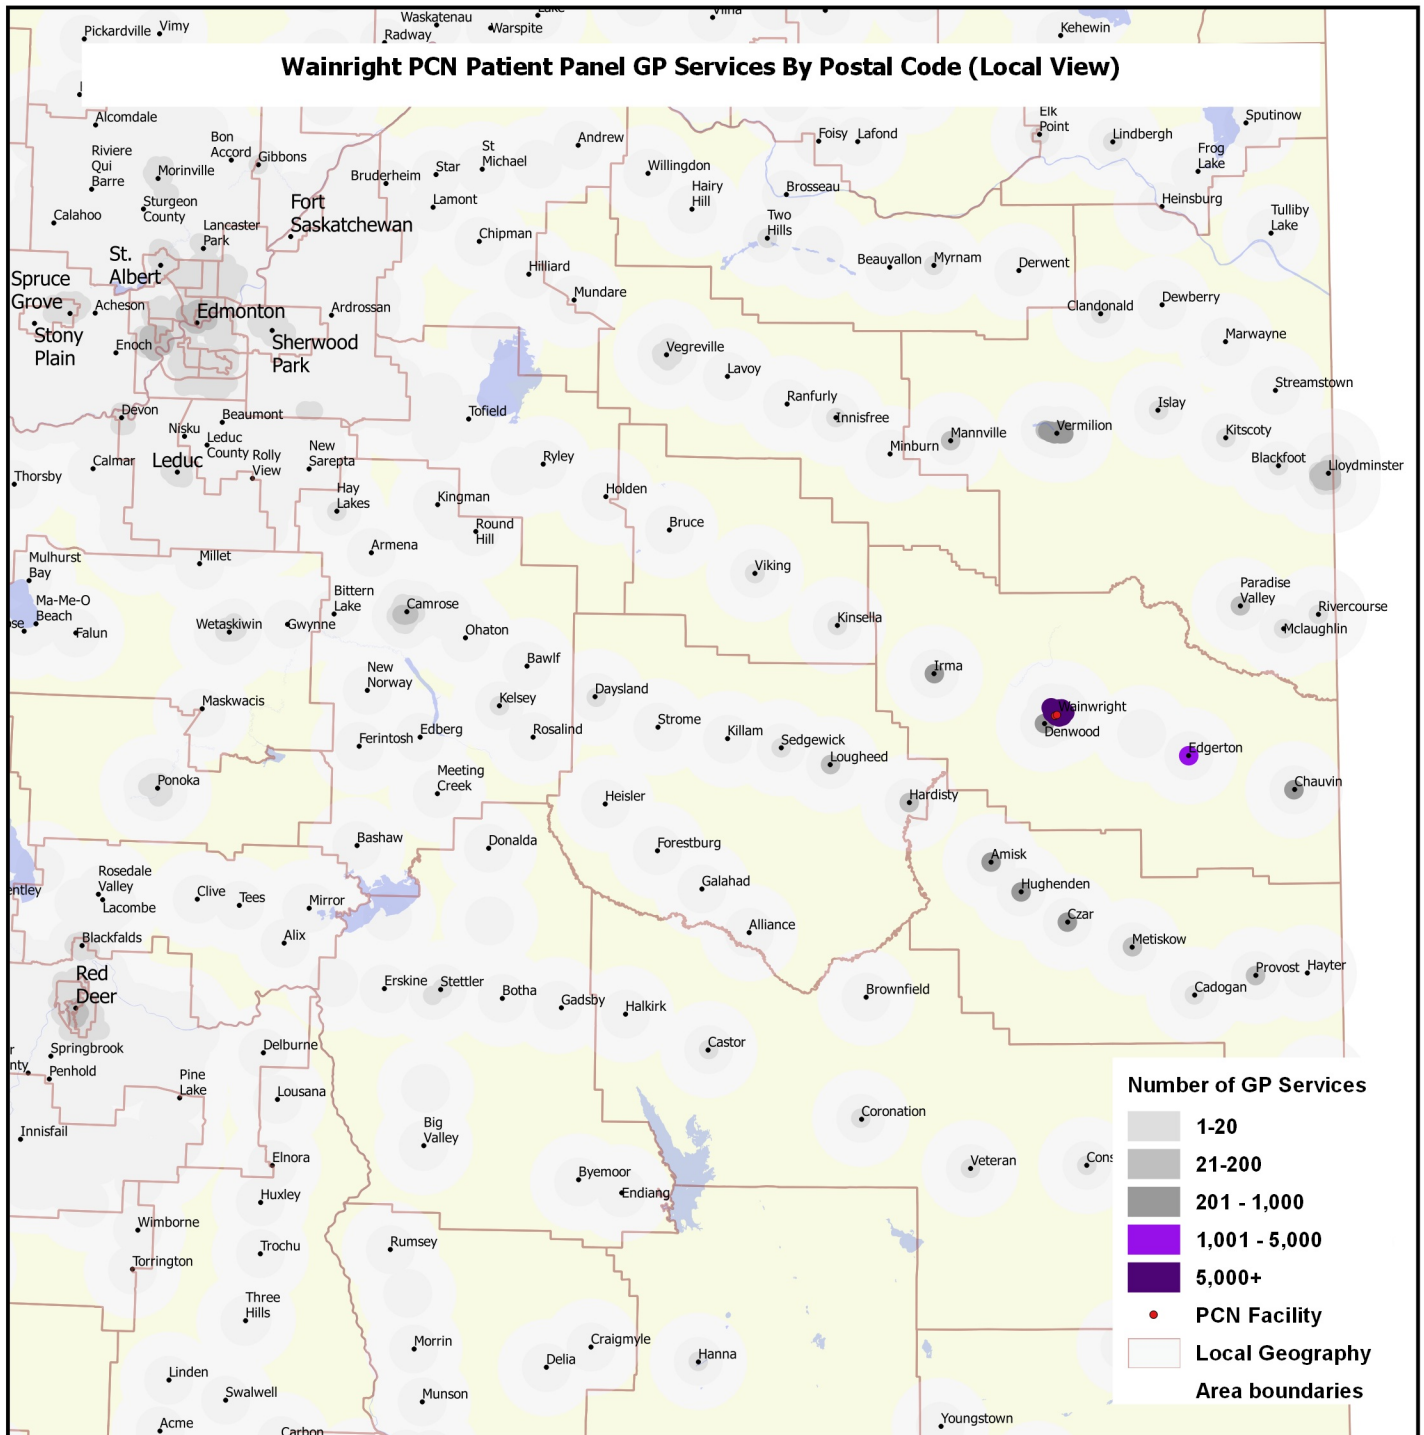 Waskatenau
Lake
Vilna
Pickardville
Vimy
Radway
Warspite
Kehewin
Wainright PCN Patient Panel GP Services By Postal Code (Local View)
Alcomdale
Elk
Point
Sputinow
Foisy
Lafond
Lindbergh
Bon
Accord
Andrew
Riviere
Qui
Barre
Gibbons
St
Michael
Frog
Lake
Morinville
Star
Willingdon
Bruderheim
Hairy
Hill
Brosseau
Fort
Saskatchewan
Lamont
Heinsburg
Sturgeon
County
Calahoo
Tulliby
Lake
Two
Hills
Lancaster
Park
Chipman
St.
Albert
Beauvallon
Myrnam
Derwent
Hilliard
Spruce
Grove
Mundare
Dewberry
Clandonald
Acheson
Edmonton
Ardrossan
Stony
Plain
Enoch
Sherwood
Park
Marwayne
Vegreville
Lavoy
Streamstown
Ranfurly
Islay
Devon
Beaumont
Tofield
Innisfree
Nisku
Vermilion
Kitscoty
Leduc
County
Mannville
Minburn
Leduc
Rolly
View
New
Sarepta
Ryley
Blackfoot
Lloydminster
Calmar
Thorsby
Hay
Lakes
Kingman
Holden
Round
Hill
Bruce
Armena
Millet
Mulhurst
Bay
Viking
Paradise
Valley
Bittern
Lake
Ma-Me-O
Beach
Camrose
Rivercourse
ose
Falun
Wetaskiwin
Gwynne
Kinsella
Mclaughlin
Ohaton
Bawlf
Irma
New
Norway
Daysland
Maskwacis
Kelsey
Wainwright
Strome
Edberg
Rosalind
Killam
Denwood
Ferintosh
Sedgewick
Edgerton
Lougheed
Meeting
Creek
Ponoka
Chauvin
Heisler
Hardisty
Bashaw
Donalda
Forestburg
Amisk
Rosedale
Valley
Galahad
Hughenden
entley
Clive
Tees
Mirror
Lacombe
Czar
Alliance
Blackfalds
Alix
Metiskow
Red
Deer
Provost
Hayter
Erskine
Stettler
Botha
Gadsby
Brownfield
Cadogan
Halkirk
Springbrook
Delburne
Castor
r
nty
Penhold
Pine
Lake
Lousana
Coronation
Big
Valley
Innisfail
Elnora
Veteran
Cons
Byemoor
Endiang
Huxley
Wimborne
Trochu
Rumsey
Torrington
Three
Hills
Morrin
Craigmyle
Delia
Hanna
Linden
Swalwell
Munson
Acme
Carbon
Youngstown
Number of GP Services
1-20
21-200
201 - 1,000
1,001 - 5,000
5,000+
PCN Facility
Local Geography
Area boundaries